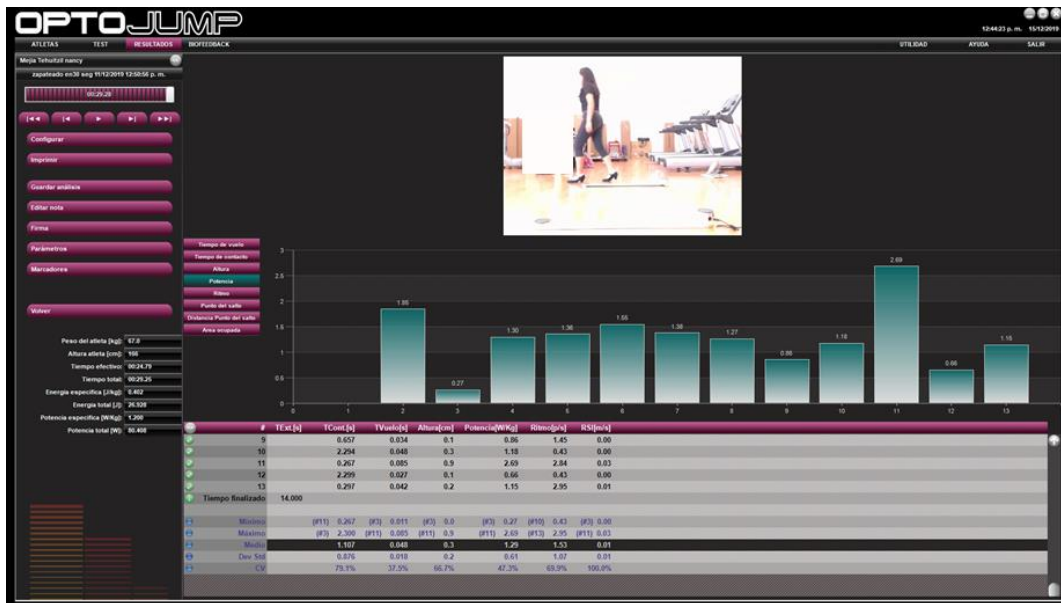 OPTOJUMP
12:44:23 p. m. 15/12/2019
ATLETAS TEST RESULTADOS BIOFEEDBACK UTILIDAD AYUDA SALIR
Mejia Tehuitzil nancy
zapateado en30 seg 11/12/2019 12:50:56 p. m.
00:29.28
Configurar
Imprimir
Guardar análisis
Editar nota
Firma
Parámetros
Marcadores
Volver
Peso del atleta [kg]: 67.0
Altura atleta [cm]: 166
Tiempo efectivo: 00:24.79
Tiempo total: 00:29.25
Energía específica [J/kg]: 0.402
Energía total [J]: 26.928
Potencia específica [W/Kg]: 1.200
Potencia total [W]: 80.408
Tiempo de vuelo
Tiempo de contacto
Altura
Potencia
Ritmo
Punto del salto
Distancia Punto del salto
Area ocupada
3
2.5
2
1.5
1
0.5
0 1 2 3 4 5 6 7 8 9 10 11 12 13
1.85 0.27 1.30 1.36 1.55 1.38 1.27 0.86 1.18 2.69 0.66 1.15
# TExt.[s] TCont.[s] TVuelo[s] Altura[cm] Potencia[W/Kg] Ritmo[p/s] RSI[m/s]
9 0.657 0.034 0.1 0.86 1.45 0.00
10 2.294 0.048 0.3 1.18 0.43 0.00
11 0.267 0.085 0.9 2.69 2.84 0.03
12 2.299 0.027 0.1 0.66 0.43 0.00
13 0.297 0.042 0.2 1.15 2.95 0.01
Tiempo finalizado 14.000
Mínimo (#11) 0.267 (#3) 0.011 (#3) 0.0 (#3) 0.27 (#10) 0.43 (#3) 0.00
Máximo (#3) 2.300 (#11) 0.085 (#11) 0.9 (#11) 2.69 (#13) 2.95 (#11) 0.03
Medio 1.107 0.048 0.3 1.29 1.53 0.01
Dev Std 0.876 0.018 0.2 0.61 1.07 0.01
CV 79.1% 37.5% 66.7% 47.3% 69.9% 100.0%